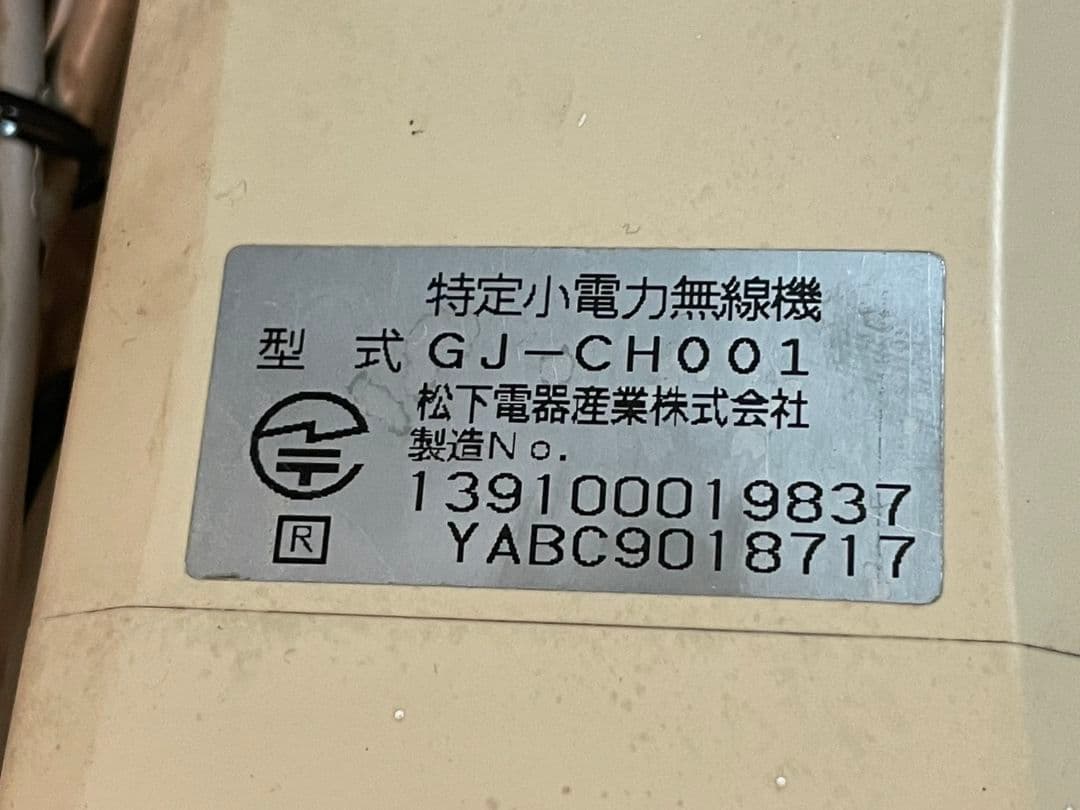 特定小電力無線機
型 式 GJ-CH001
松下電器産業株式会社
製造No.
139100019837
R YABC9018717